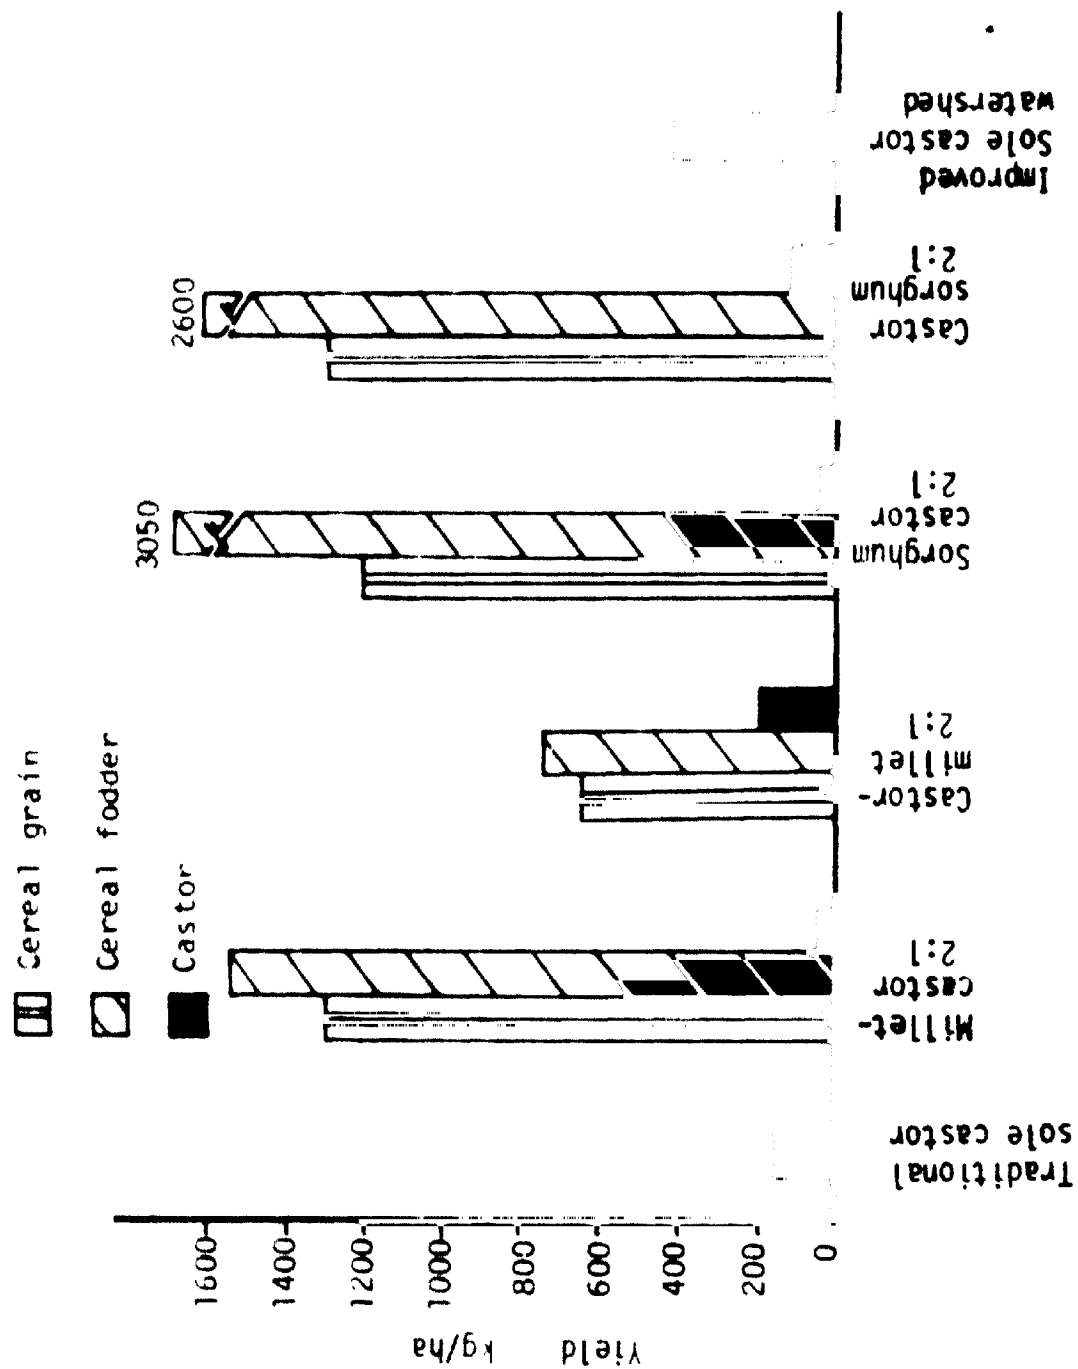 Cereal grain
Cereal fodder
Castor
3050
2600
Yield kg/ha
1600
1400
1200
1000
800
600
400
200
0
Traditional
sole castor
Millet-
castor
2:1
Castor-
millet
2:1
Sorghum
castor
2:1
Castor
sorghum
2:1
Improved
Sole castor
watershed